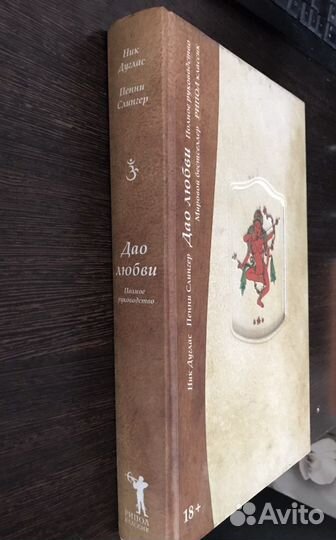 Ник
Дуглас
Пенни
Слингер
ॐ
Дао
любви
Полное
руководство
РИПОЛ
КЛАССИК
Ник Дуглас Пенни Слингер Дао любви Полное руководство
Мировой бестселлер РИПОЛ классик
18+
Avito